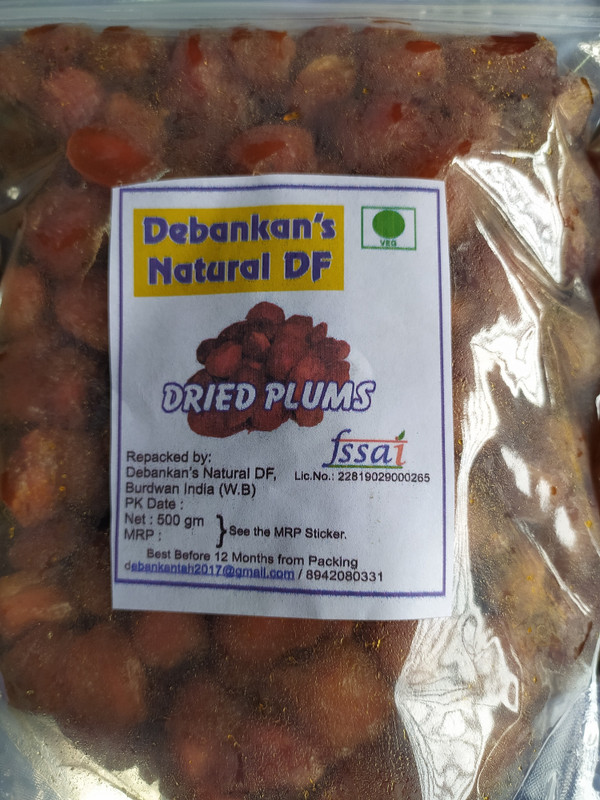 Debankan's
Natural DF
VEG
DRIED PLUMS
fssai
Lic.No.: 22819029000265
Repacked by:
Debankan's Natural DF,
Burdwan India (W.B)
PK Date :
Net : 500 gm
MRP :
} See the MRP Sticker.
Best Before 12 Months from Packing
debankantah2017@gmail.com / 8942080331